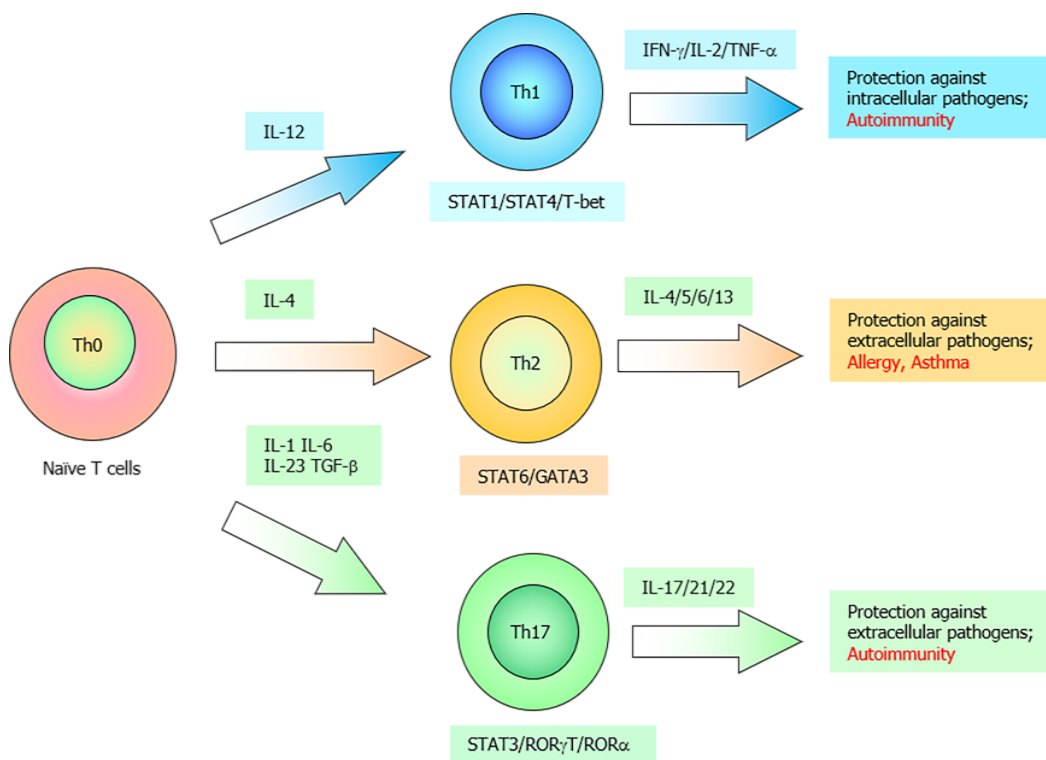 IL-12
Th1
STAT1/STAT4/T-bet
IFN-γ/IL-2/TNF-α
Protection against
intracellular pathogens;
Autoimmunity
Th0
Naïve T cells
IL-4
Th2
STAT6/GATA3
IL-4/5/6/13
Protection against
extracellular pathogens;
Allergy, Asthma
IL-1 IL-6
IL-23 TGF-β
Th17
STAT3/RORγT/RORα
IL-17/21/22
Protection against
extracellular pathogens;
Autoimmunity